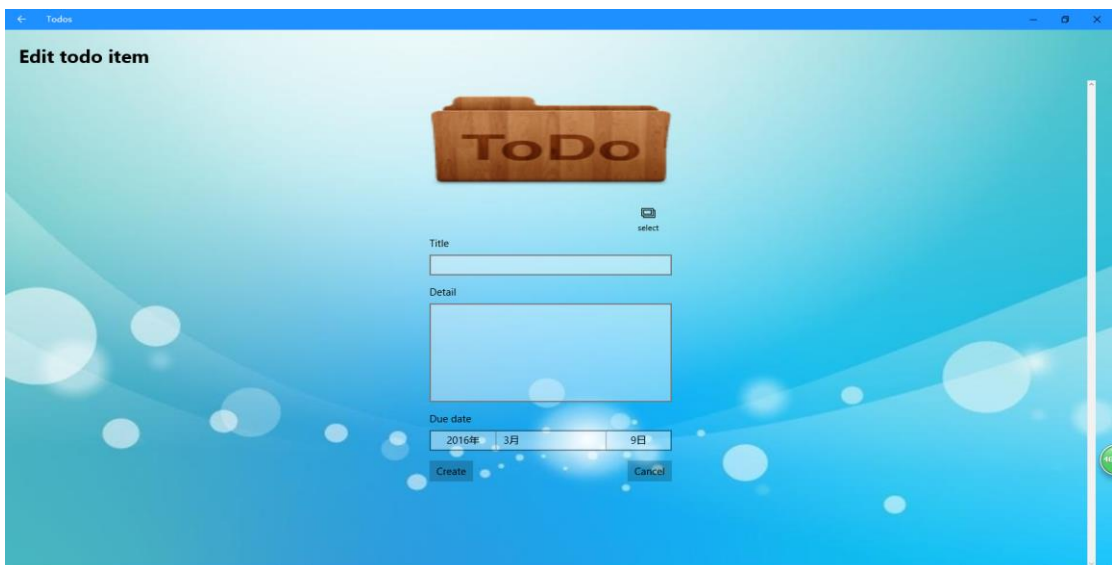 Todos
Edit todo item
ToDo
select
Title
Detail
Due date
2016年 3月 9日
Create Cancel